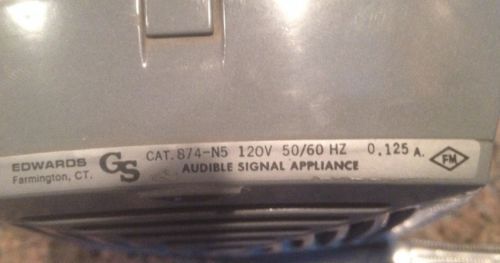 EDWARDS GS CAT. 874-N5 120V 50/60 HZ 0.125 A. FM
Farmington, CT. AUDIBLE SIGNAL APPLIANCE